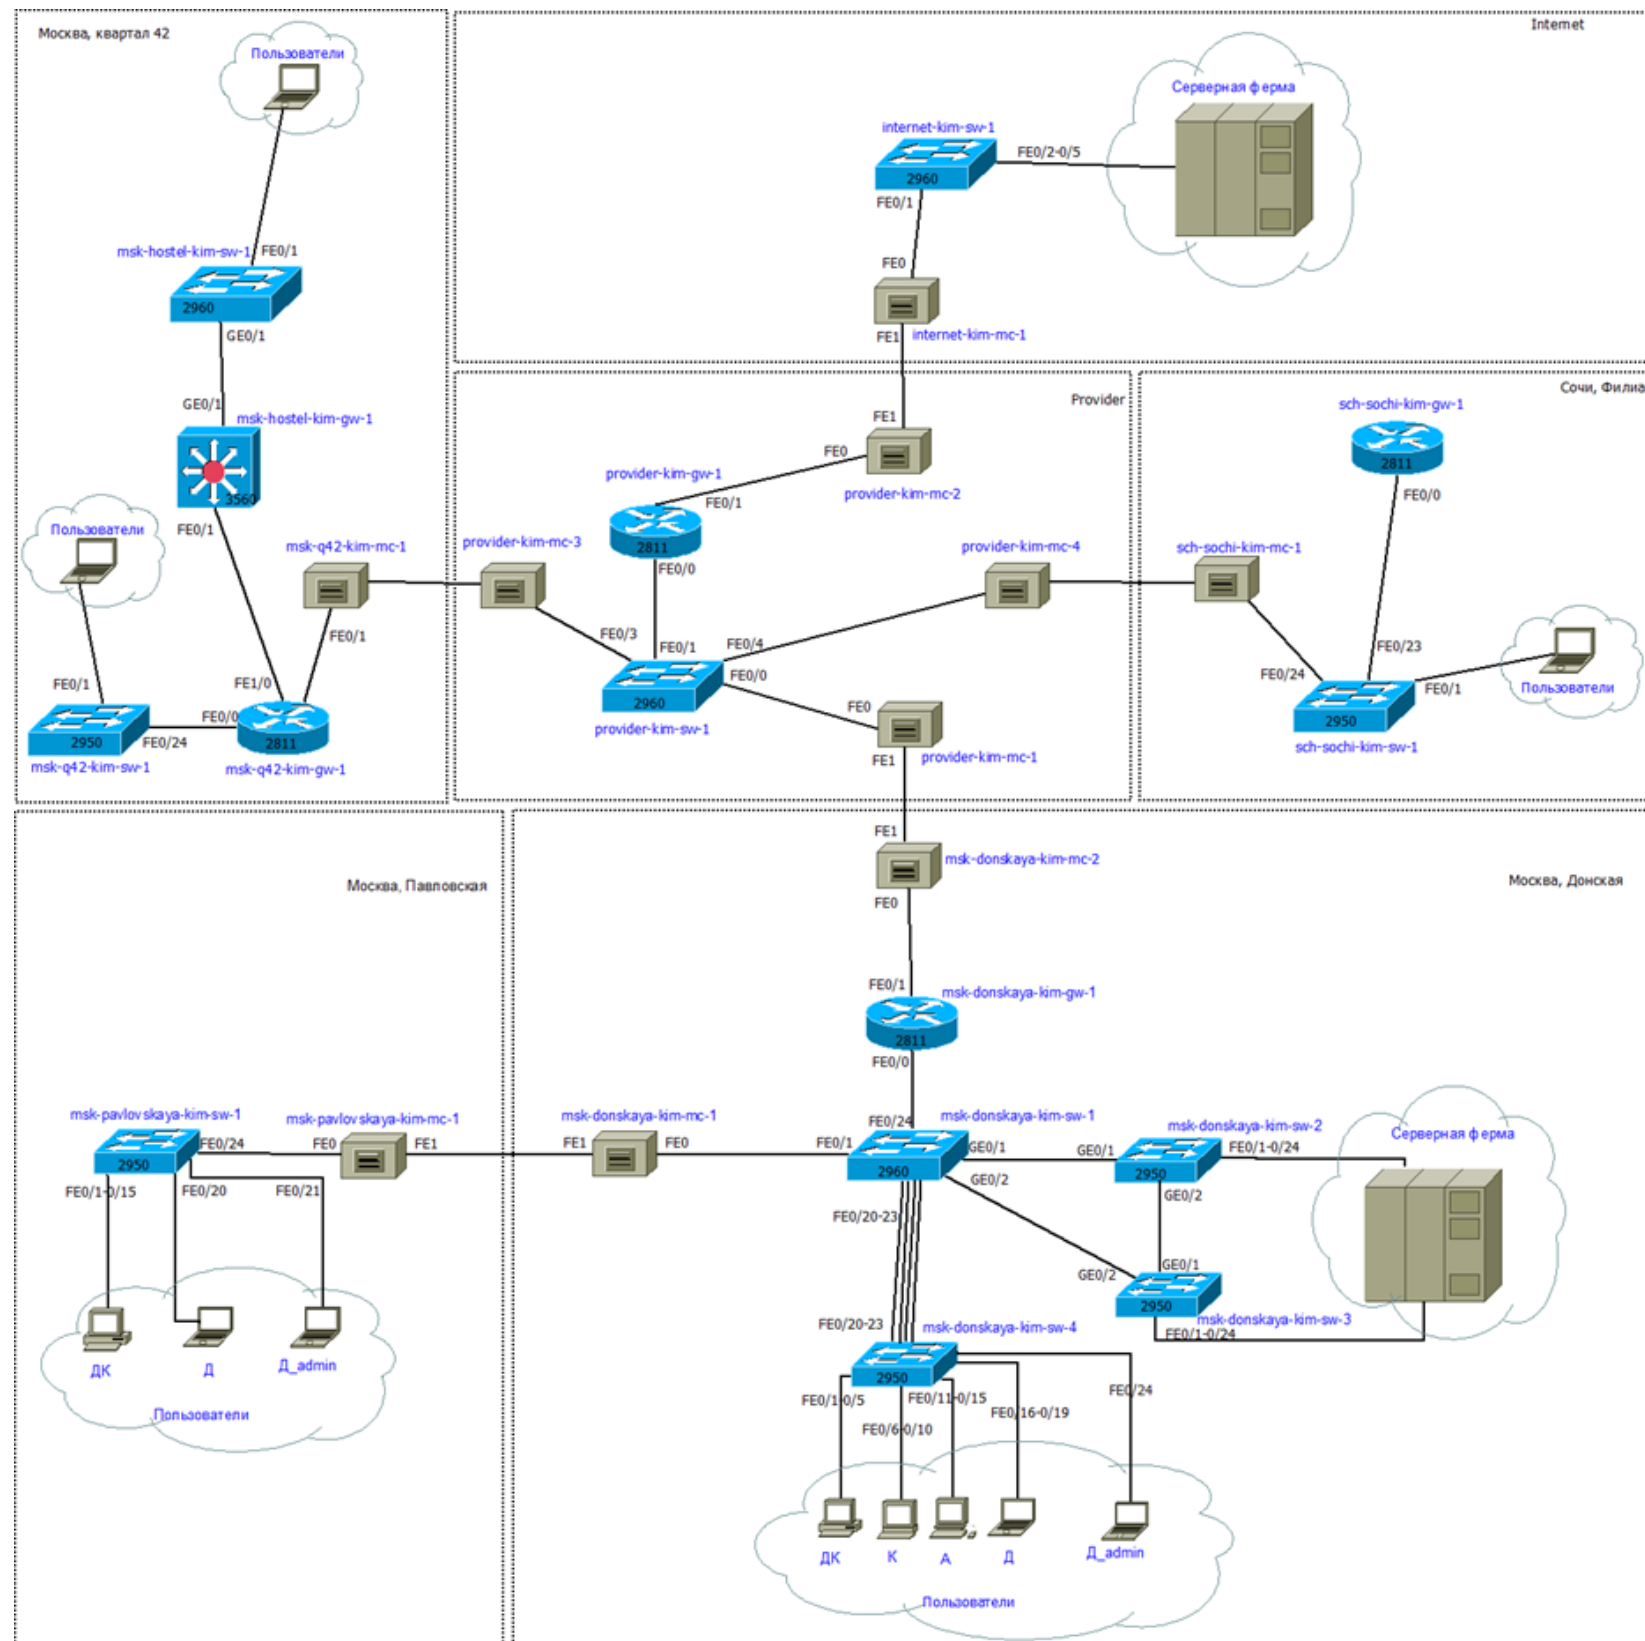 Москва, квартал 42
Пользователи
msk-hostel-kim-sw-1
FE0/1
2960
GE0/1
GE0/1
msk-hostel-kim-gw-1
3560
FE0/1
Пользователи
msk-q42-kim-mc-1
FE0/1
FE0/1
FE1/0
FE0/0
2950
FE0/24
2811
msk-q42-kim-sw-1
msk-q42-kim-gw-1
Internet
Серверная ферма
internet-kim-sw-1
FE0/2-0/5
2960
FE0/1
FE0
internet-kim-mc-1
FE1
Provider
FE1
FE0
provider-kim-gw-1
provider-kim-mc-2
FE0/1
provider-kim-mc-3
2811
provider-kim-mc-4
FE0/0
FE0/3
FE0/1
FE0/4
FE0/0
2960
provider-kim-sw-1
FE0
FE1
provider-kim-mc-1
Сочи, Филиа
sch-sochi-kim-gw-1
2811
FE0/0
sch-sochi-kim-mc-1
FE0/23
FE0/24
FE0/1
Пользователи
2950
sch-sochi-kim-sw-1
Москва, Павловская
msk-pavlovskaya-kim-sw-1
msk-pavlovskaya-kim-mc-1
FE0/24
FE0
FE1
2950
FE0/1-0/15
FE0/20
FE0/21
ДК
Д
Д_admin
Пользователи
Москва, Донская
FE1
msk-donskaya-kim-mc-2
FE0
FE0/1
msk-donskaya-kim-gw-1
2811
FE0/0
msk-donskaya-kim-mc-1
FE0/24
msk-donskaya-kim-sw-1
msk-donskaya-kim-sw-2
Серверная ферма
FE1
FE0
FE0/1
GE0/1
GE0/1
FE0/1-0/24
2960
2950
GE0/2
GE0/2
FE0/20-23
GE0/1
GE0/2
2950
msk-donskaya-kim-sw-3
FE0/1-0/24
FE0/20-23
msk-donskaya-kim-sw-4
2950
FE0/1-0/5
FE0/11-0/15
FE0/24
FE0/16-0/19
FE0/6-0/10
ДК
К
А
Д
Д_admin
Пользователи